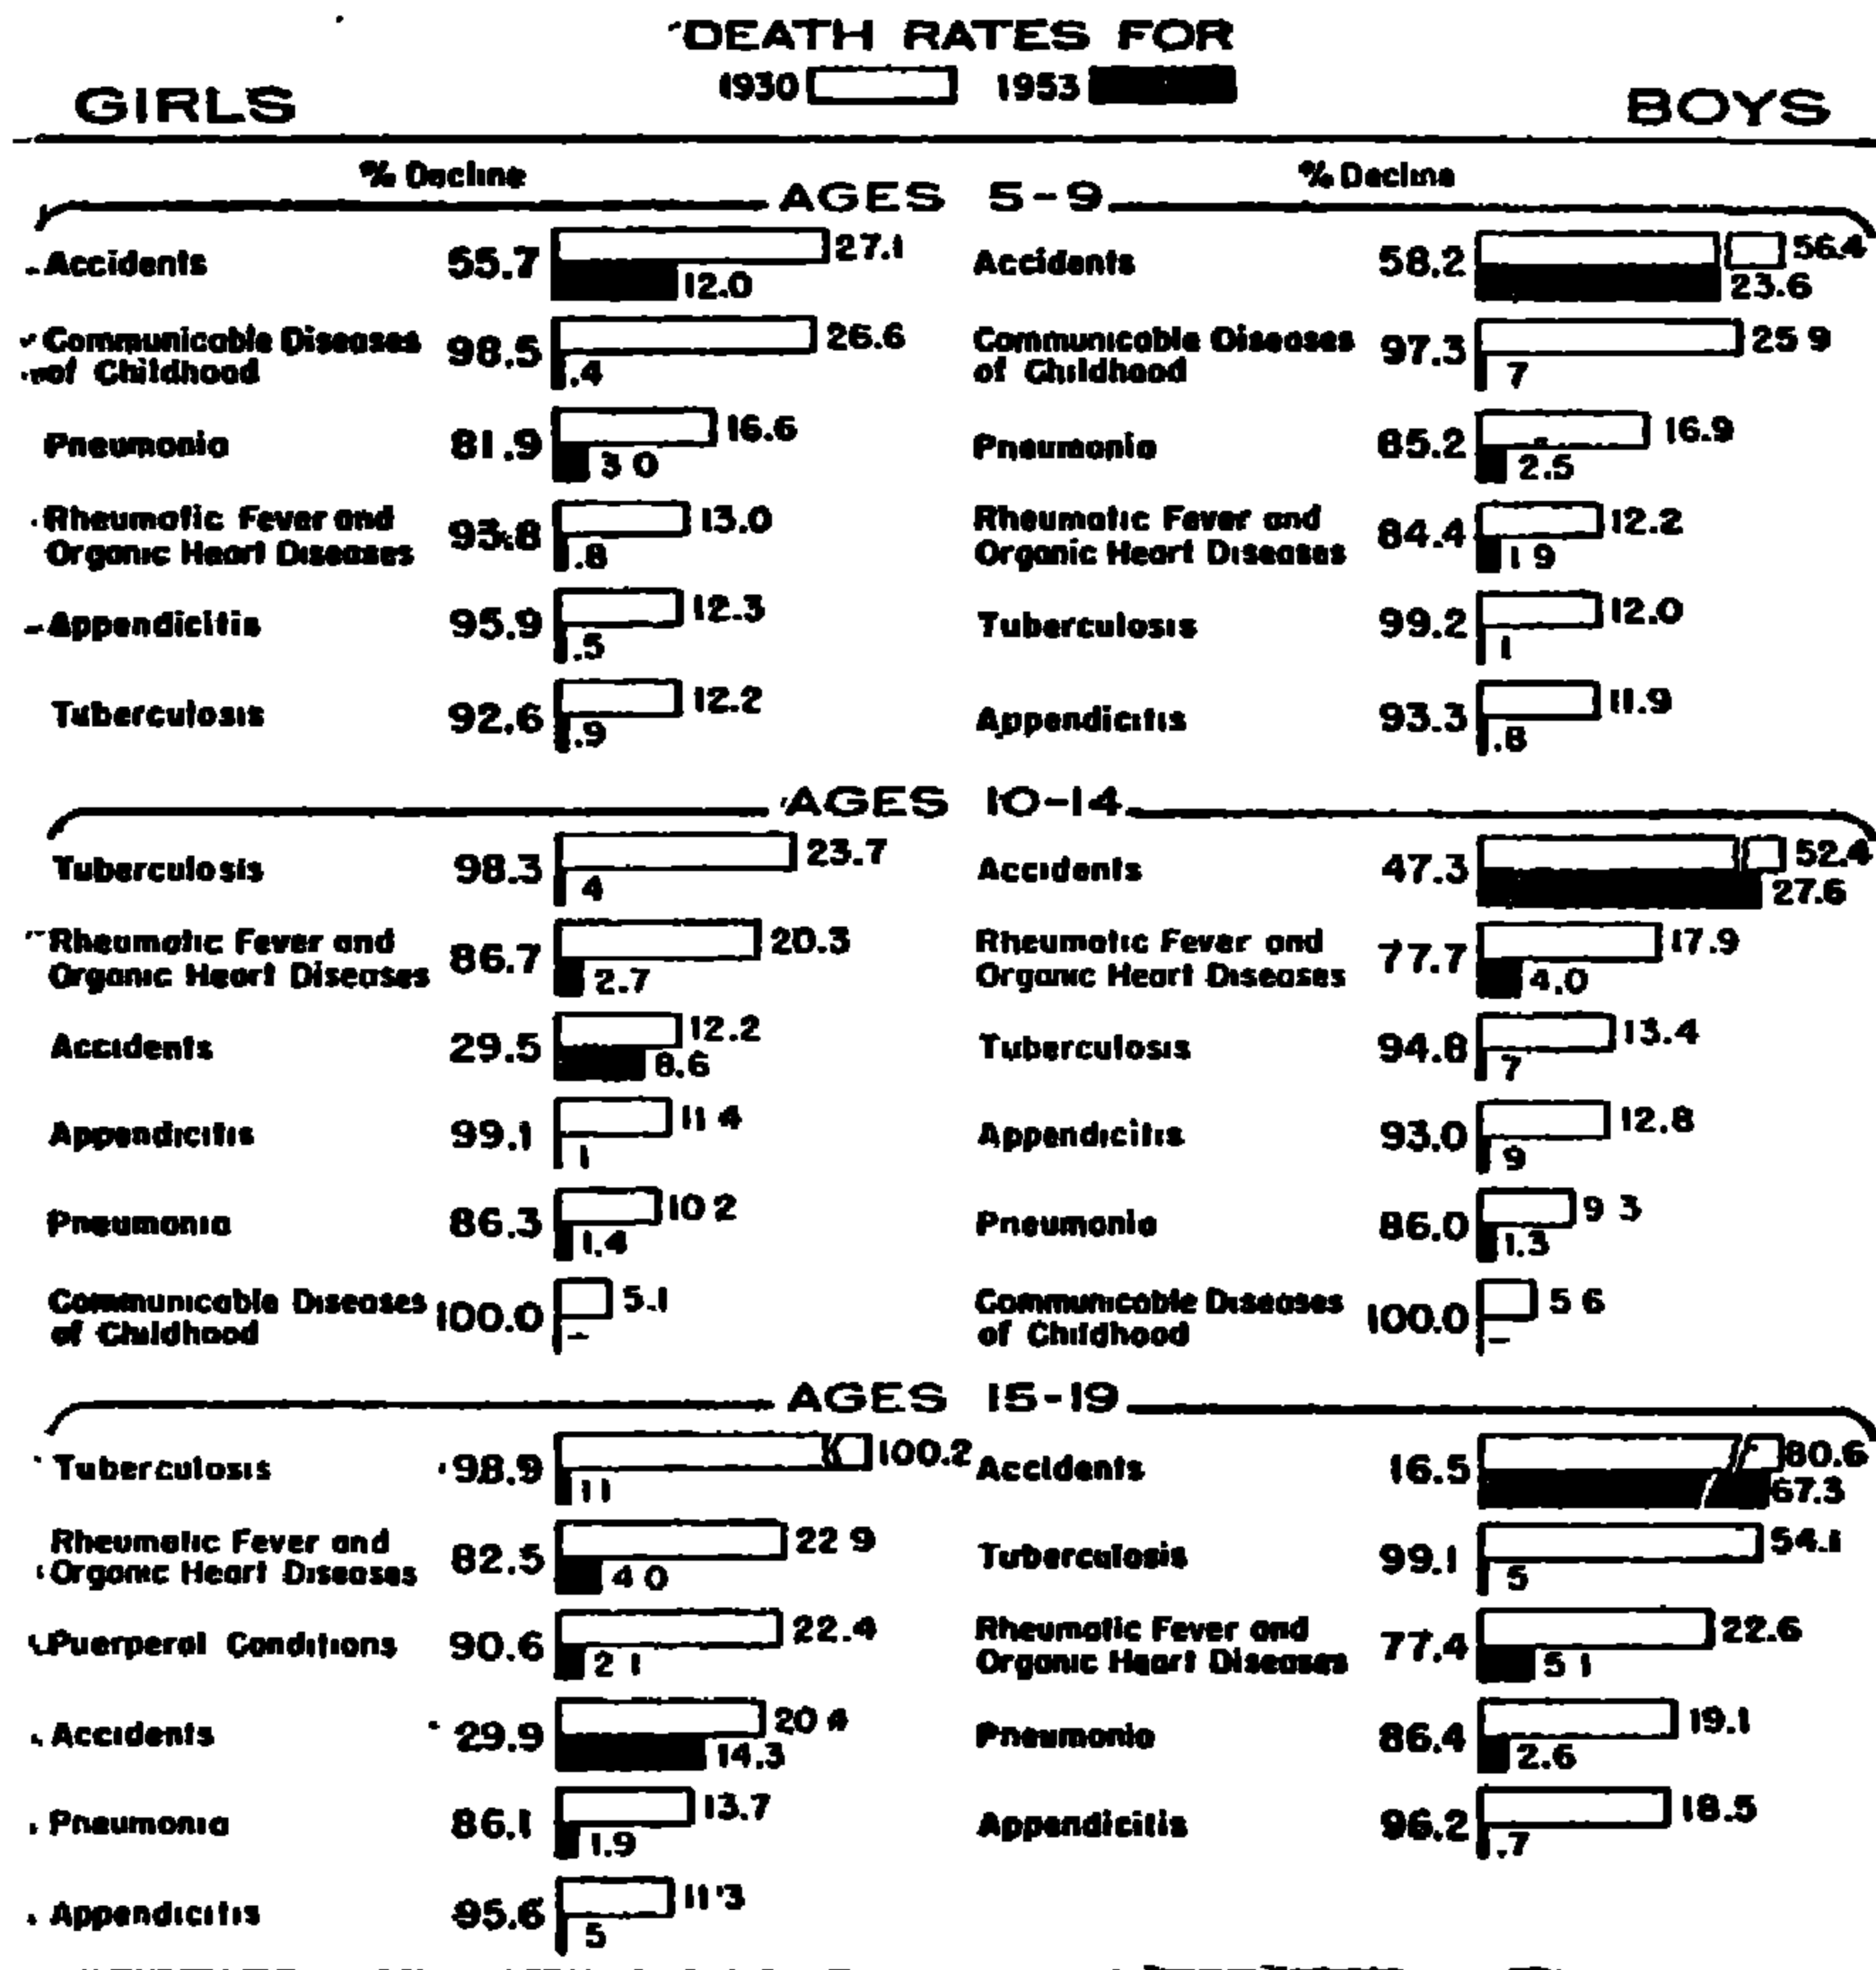 DEATH RATES FOR
1930 1953
GIRLS BOYS
% Decline % Decline
AGES 5-9
Accidents 55.7 27.1 12.0
Communicable Diseases
of Childhood 98.5 26.6 .4
Pneumonia 81.9 16.6 3 0
Rheumatic Fever and
Organic Heart Diseases 93.8 13.0 .8
Appendicitis 95.9 12.3 .5
Tuberculosis 92.6 12.2 .9
Accidents 58.2 56.4 23.6
Communicable Diseases
of Childhood 97.3 25 9 7
Pneumonia 85.2 16.9 2.5
Rheumatic Fever and
Organic Heart Diseases 84.4 12.2 1 9
Tuberculosis 99.2 12.0 1
Appendicitis 93.3 11.9 .8
AGES 10-14
Tuberculosis 98.3 23.7 4
Rheumatic Fever and
Organic Heart Diseases 86.7 20.3 2.7
Accidents 29.5 12.2 8.6
Appendicitis 99.1 11 4 1
Pneumonia 86.3 10 2 1.4
Communicable Diseases
of Childhood 100.0 5.1 -
Accidents 47.3 52.4 27.6
Rheumatic Fever and
Organic Heart Diseases 77.7 17.9 4.0
Tuberculosis 94.8 13.4 7
Appendicitis 93.0 12.8 9
Pneumonia 86.0 9 3 1.3
Communicable Diseases
of Childhood 100.0 5 6 -
AGES 15-19
Tuberculosis 98.9 100.2 1 1
Rheumatic Fever and
Organic Heart Diseases 82.5 22 9 4 0
Puerperal Conditions 90.6 22.4 2 1
Accidents 29.9 20 4 14.3
Pneumonia 86.1 13.7 1.9
Appendicitis 95.6 11 3 5
Accidents 16.5 80.6 67.3
Tuberculosis 99.1 54.1 5
Rheumatic Fever and
Organic Heart Diseases 77.4 22.6 5 1
Pneumonia 86.4 19.1 2.6
Appendicitis 96.2 18.5 .7